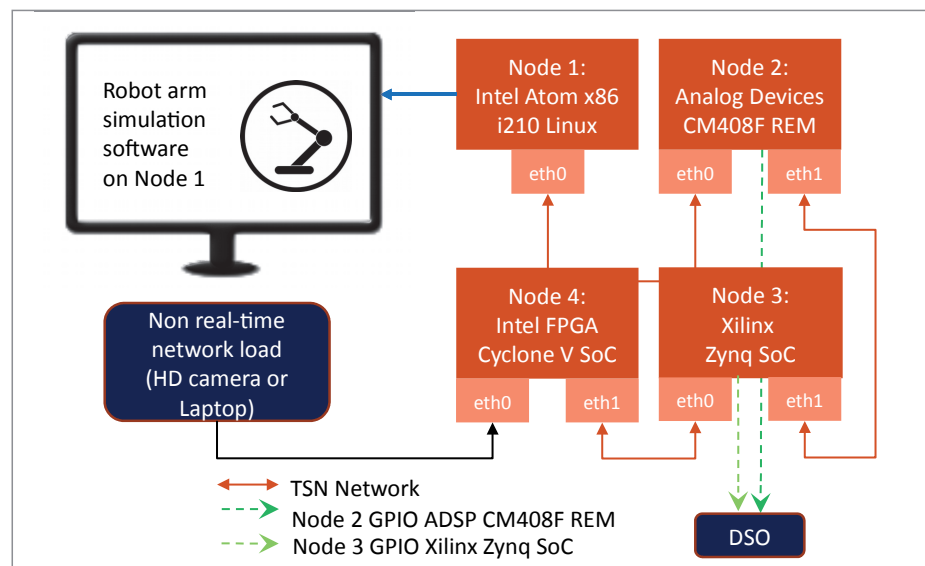 Robot arm
simulation
software
on Node 1
Node 1:
Intel Atom x86
i210 Linux
eth0
Node 2:
Analog Devices
CM408F REM
eth0
eth1
Non real-time
network load
(HD camera or
Laptop)
Node 4:
Intel FPGA
Cyclone V SoC
eth0
eth1
Node 3:
Xilinx
Zynq SoC
eth0
eth1
TSN Network
Node 2 GPIO ADSP CM408F REM
Node 3 GPIO Xilinx Zynq SoC
DSO